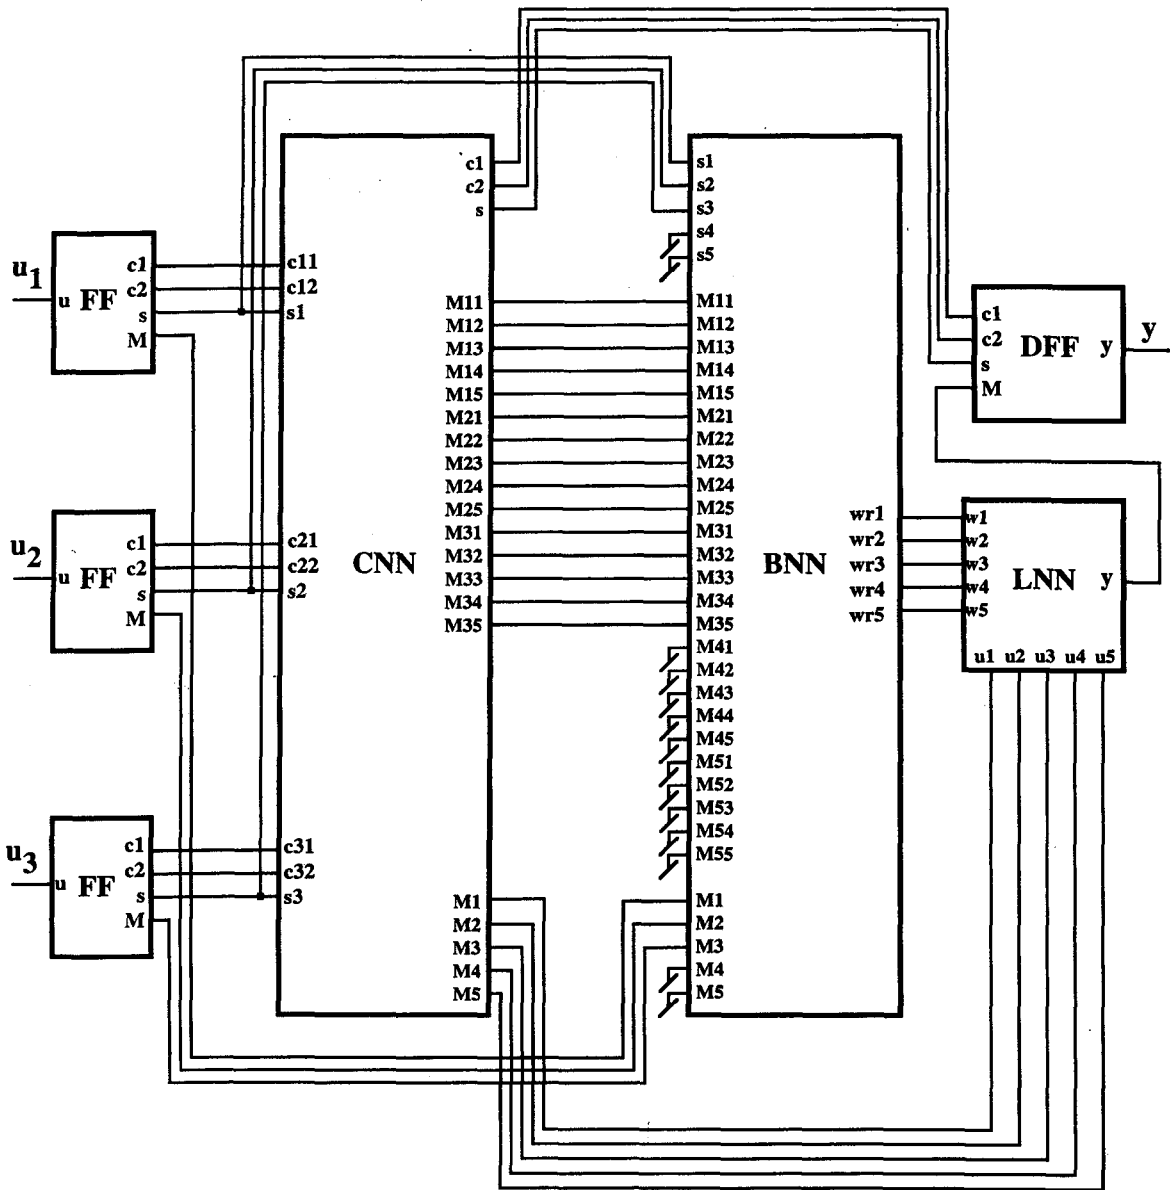 u1
u
FF
c1
c2
s
M
u2
u
FF
c1
c2
s
M
u3
u
FF
c1
c2
s
M
CNN
c11
c12
s1
c21
c22
s2
c31
c32
s3
c1
c2
s
M11
M12
M13
M14
M15
M21
M22
M23
M24
M25
M31
M32
M33
M34
M35
M1
M2
M3
M4
M5
BNN
s1
s2
s3
s4
s5
M11
M12
M13
M14
M15
M21
M22
M23
M24
M25
M31
M32
M33
M34
M35
M41
M42
M43
M44
M45
M51
M52
M53
M54
M55
M1
M2
M3
M4
M5
wr1
wr2
wr3
wr4
wr5
c1
c2
s
M
DFF
y
y
w1
w2
w3
w4
w5
LNN
y
u1 u2 u3 u4 u5